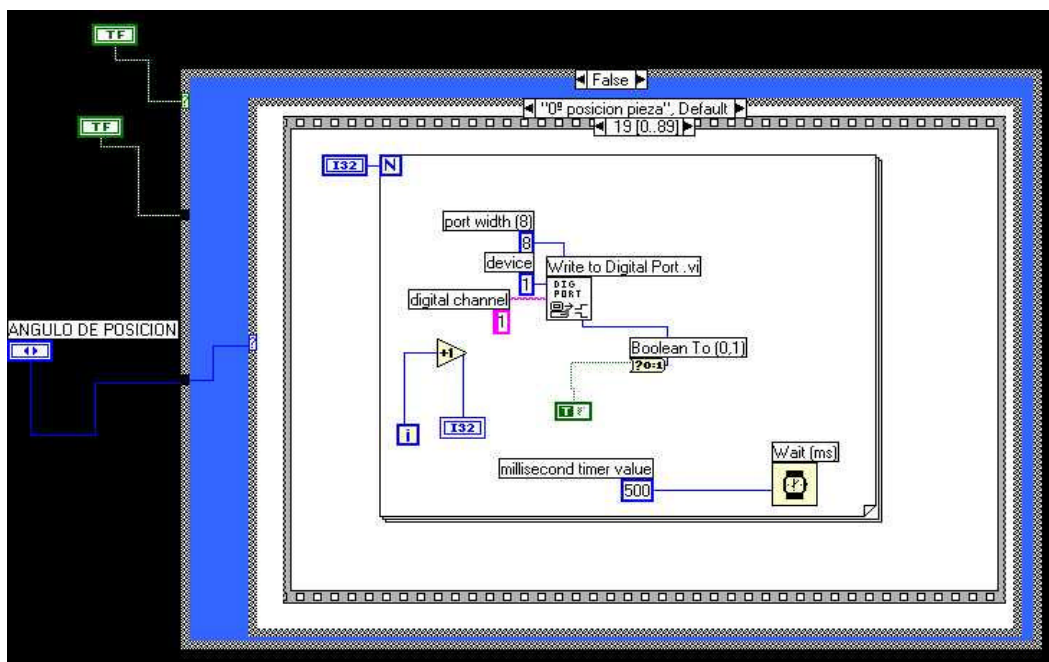 TF
False
"0ª posicion pieza", Default
TF
19 [0..89]
I32
N
port width (8)
8
device
Write to Digital Port .vi
1
DIG
PORT
digital channel
1
ANGULO DE POSICION
Boolean To (0,1)
?0:1
+1
T F
i
I32
Wait (ms)
millisecond timer value
500